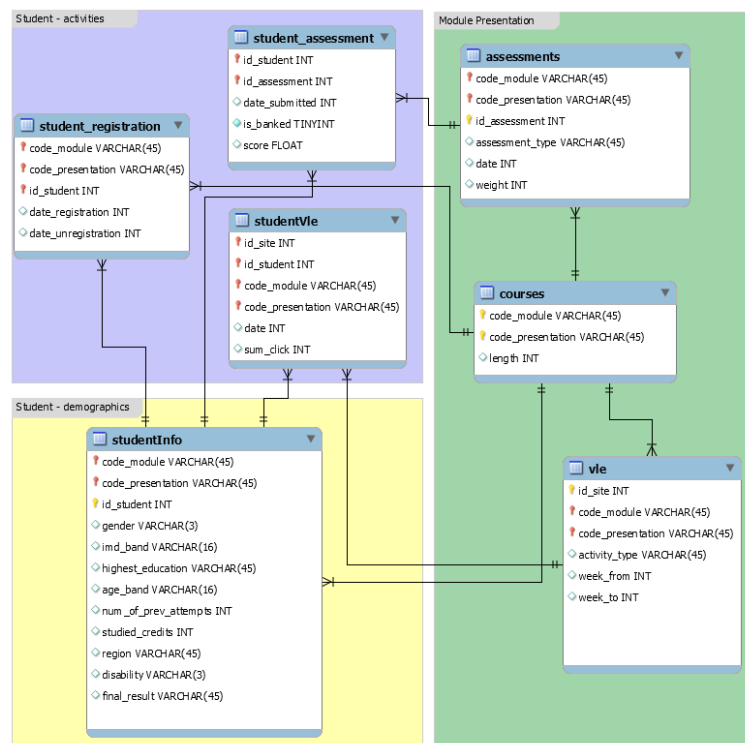 Student - activities
student_assessment
id_student INT
id_assessment INT
date_submitted INT
is_banked TINYINT
score FLOAT
student_registration
code_module VARCHAR(45)
code_presentation VARCHAR(45)
id_student INT
date_registration INT
date_unregistration INT
studentVle
id_site INT
id_student INT
code_module VARCHAR(45)
code_presentation VARCHAR(45)
date INT
sum_click INT
Student - demographics
studentInfo
code_module VARCHAR(45)
code_presentation VARCHAR(45)
id_student INT
gender VARCHAR(3)
imd_band VARCHAR(16)
highest_education VARCHAR(45)
age_band VARCHAR(16)
num_of_prev_attempts INT
studied_credits INT
region VARCHAR(45)
disability VARCHAR(3)
final_result VARCHAR(45)
Module Presentation
assessments
code_module VARCHAR(45)
code_presentation VARCHAR(45)
id_assessment INT
assessment_type VARCHAR(45)
date INT
weight INT
courses
code_module VARCHAR(45)
code_presentation VARCHAR(45)
length INT
vle
id_site INT
code_module VARCHAR(45)
code_presentation VARCHAR(45)
activity_type VARCHAR(45)
week_from INT
week_to INT